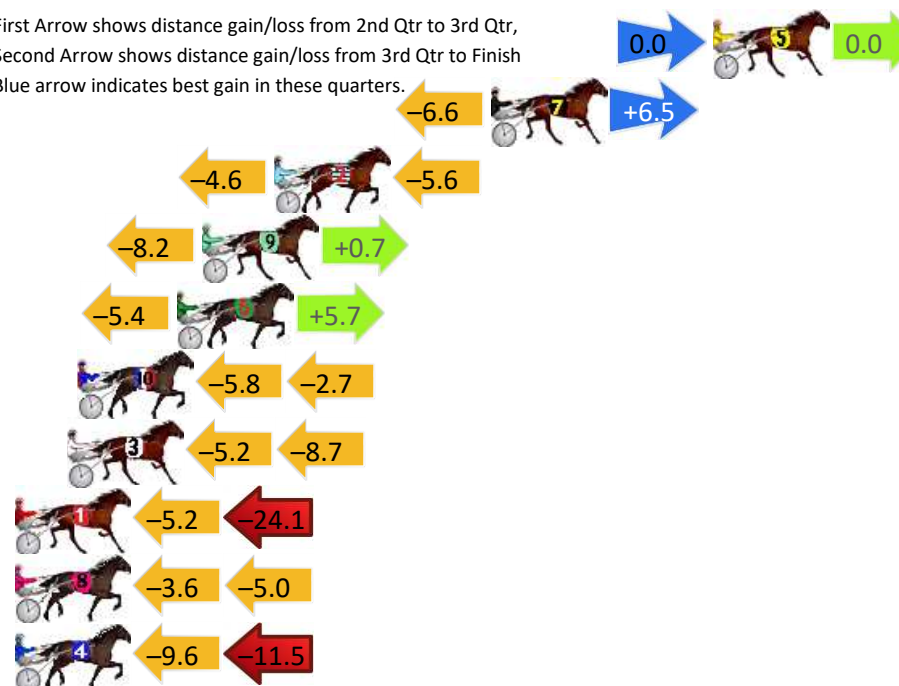 First Arrow shows distance gain/loss from 2nd Qtr to 3rd Qtr,
Second Arrow shows distance gain/loss from 3rd Qtr to Finish
Blue arrow indicates best gain in these quarters.
0.0 5 0.0
–6.6 7 +6.5
–4.6 2 –5.6
–8.2 9 +0.7
–5.4 6 +5.7
10 –5.8 –2.7
3 –5.2 –8.7
1 –5.2 –24.1
8 –3.6 –5.0
4 –9.6 –11.5